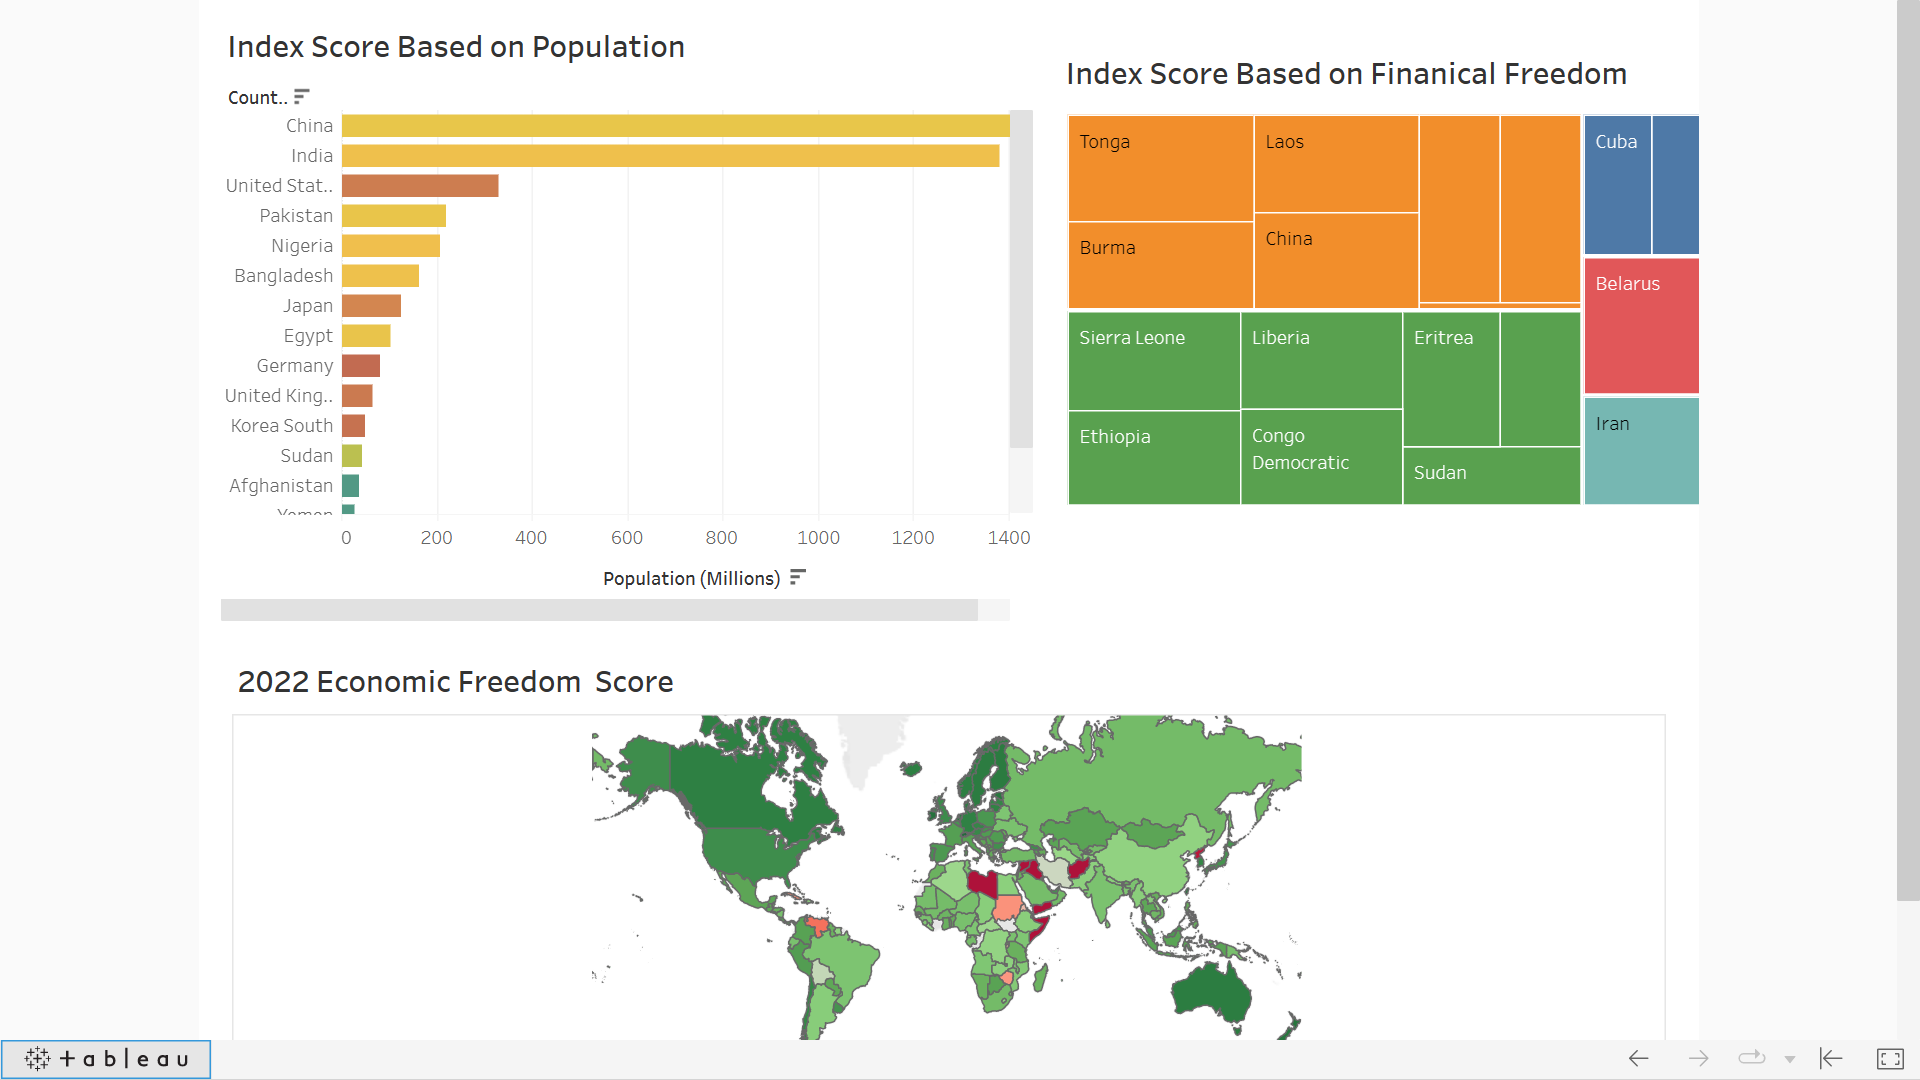 Index Score Based on Population
Count..
China
India
United Stat..
Pakistan
Nigeria
Bangladesh
Japan
Egypt
Germany
United King..
Korea South
Sudan
Afghanistan
Yemen
0 200 400 600 800 1000 1200 1400
Population (Millions)
Index Score Based on Finanical Freedom
Tonga
Laos
Cuba
Burma
China
Belarus
Sierra Leone
Liberia
Eritrea
Ethiopia
Congo
Democratic
Sudan
Iran
2022 Economic Freedom Score
+ableau